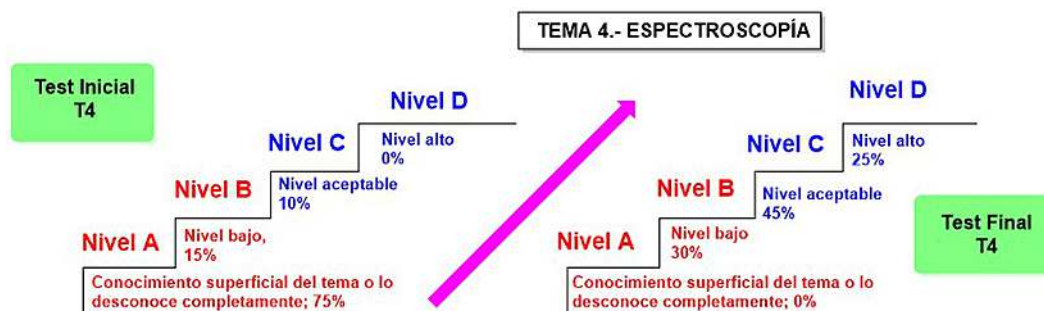 TEMA 4.- ESPECTROSCOPÍA
Test Inicial
T4
Nivel D
Nivel alto
0%
Nivel C
Nivel aceptable
10%
Nivel B
Nivel bajo,
15%
Nivel A
Conocimiento superficial del tema o lo
desconoce completamente; 75%
Nivel D
Nivel alto
25%
Nivel C
Nivel aceptable
45%
Nivel B
Nivel bajo
30%
Nivel A
Conocimiento superficial del tema o lo
desconoce completamente; 0%
Test Final
T4